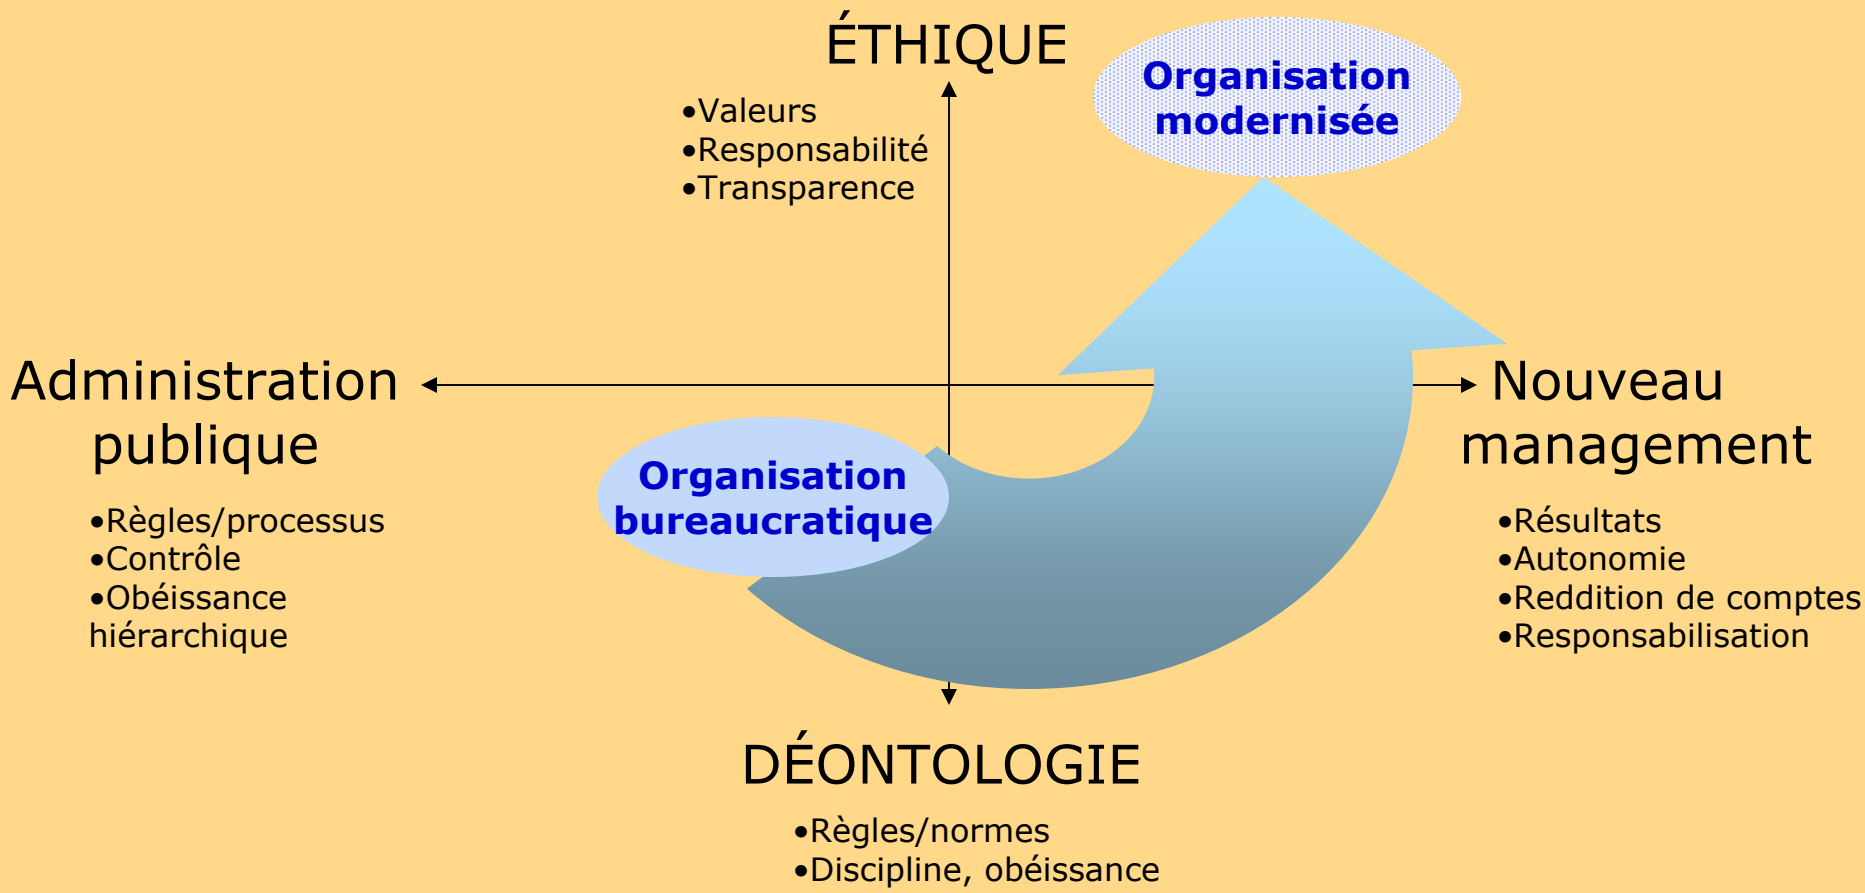 ÉTHIQUE
•Valeurs
•Responsabilité
•Transparence
Organisation
modernisée
Administration
publique
•Règles/processus
•Contrôle
•Obéissance
hiérarchique
Organisation
bureaucratique
Nouveau
management
•Résultats
•Autonomie
•Reddition de comptes
•Responsabilisation
DÉONTOLOGIE
•Règles/normes
•Discipline, obéissance